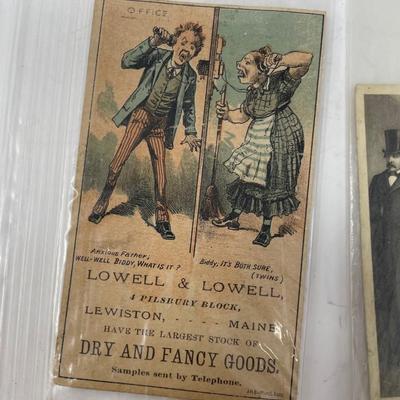 OFFICE
Anxious Father;
WELL-WELL BIDDY, WHAT IS IT?
Biddy, IT'S BOTH SURE,
(TWINS)
LOWELL & LOWELL,
4 PILSBURY BLOCK,
LEWISTON, - - - - MAINE,
HAVE THE LARGEST STOCK OF
DRY AND FANCY GOODS.
Samples sent by Telephone.